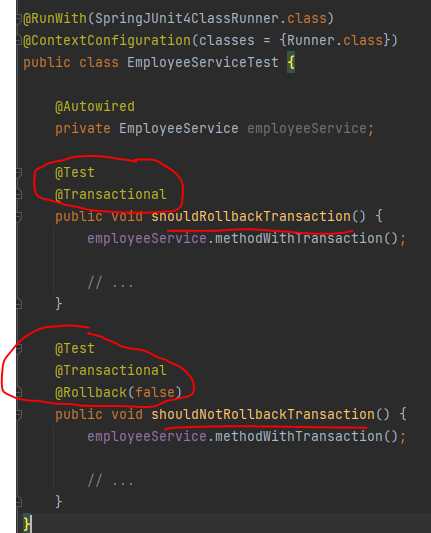 @RunWith(SpringJUnit4ClassRunner.class)
@ContextConfiguration(classes = {Runner.class})
public class EmployeeServiceTest {
@Autowired
private EmployeeService employeeService;
@Test
@Transactional
public void shouldRollbackTransaction() {
employeeService.methodWithTransaction();
// ...
}
@Test
@Transactional
@Rollback(false)
public void shouldNotRollbackTransaction() {
employeeService.methodWithTransaction();
// ...
}
}